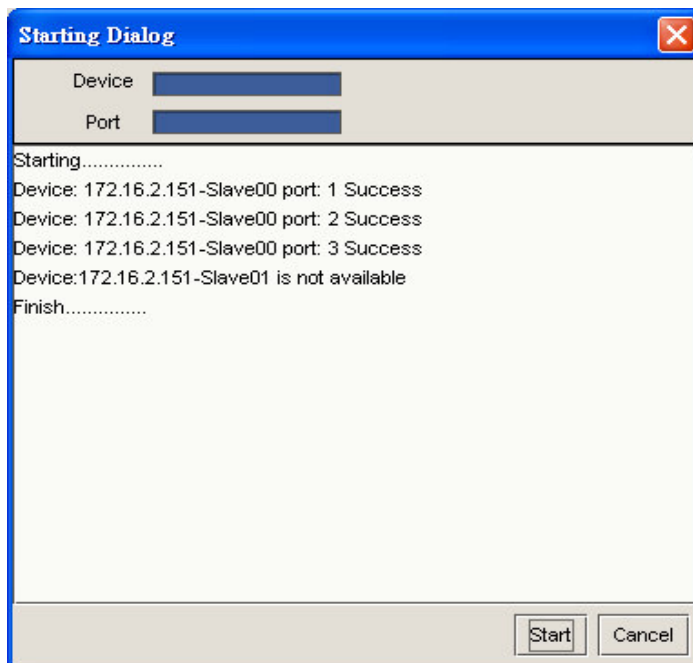 Starting Dialog
Device
Port
Starting...............
Device: 172.16.2.151-Slave00 port: 1 Success
Device: 172.16.2.151-Slave00 port: 2 Success
Device: 172.16.2.151-Slave00 port: 3 Success
Device:172.16.2.151-Slave01 is not available
Finish...............
Start Cancel